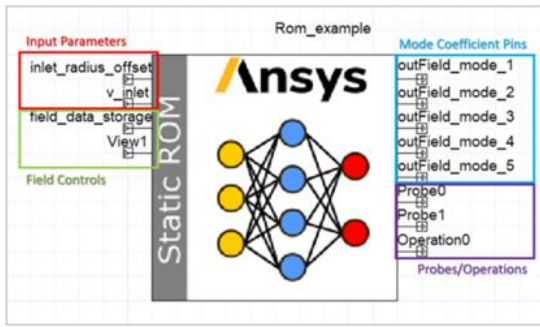 Rom_example
Input Parameters
inlet_radius_offset
v_inlet
field_data_storage
View1
Field Controls
Static ROM
Ansys
Mode Coefficient Pins
outField_mode_1
outField_mode_2
outField_mode_3
outField_mode_4
outField_mode_5
Probe0
Probe1
Operation0
Probes/Operations